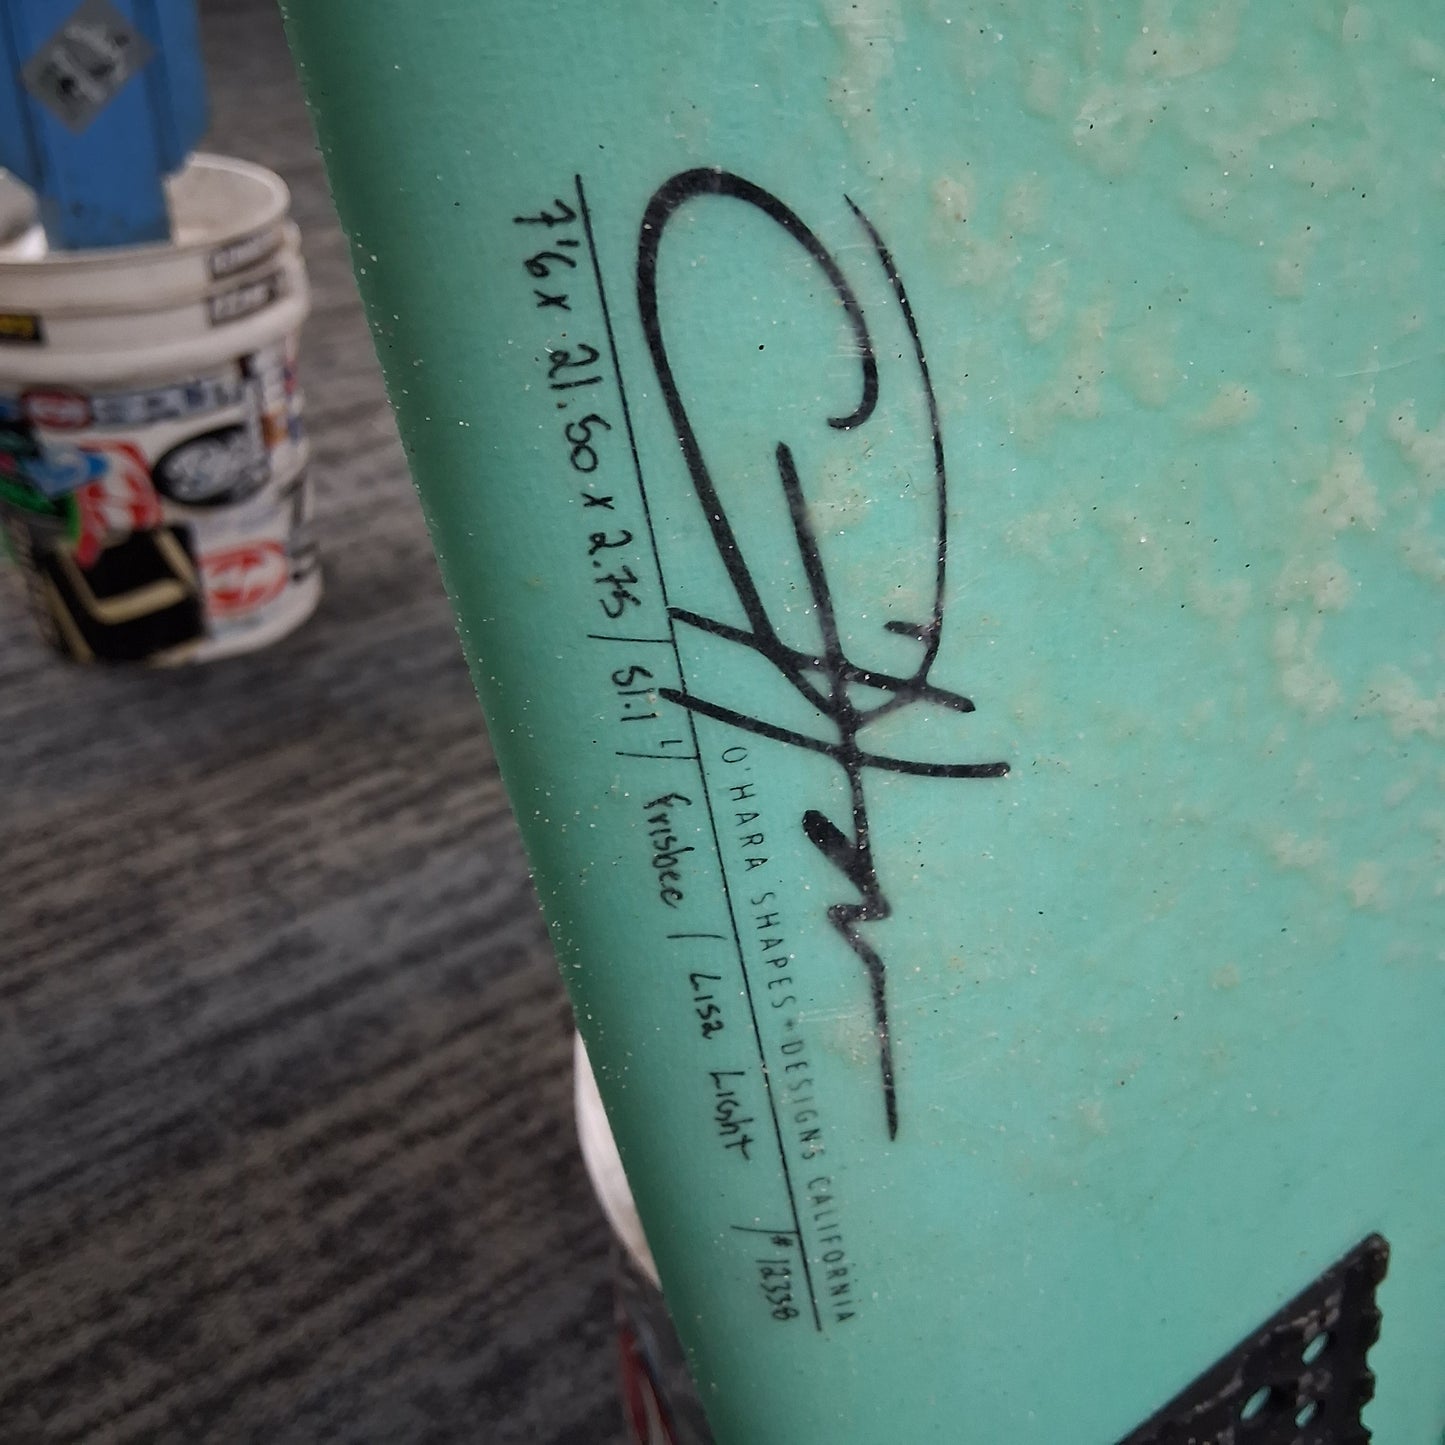 O'HARA SHAPES + DESIGNS CALIFORNIA
7'6 x 21.50 x 2.75 / 51.1 L / frisbee / Lisa Light / #12338